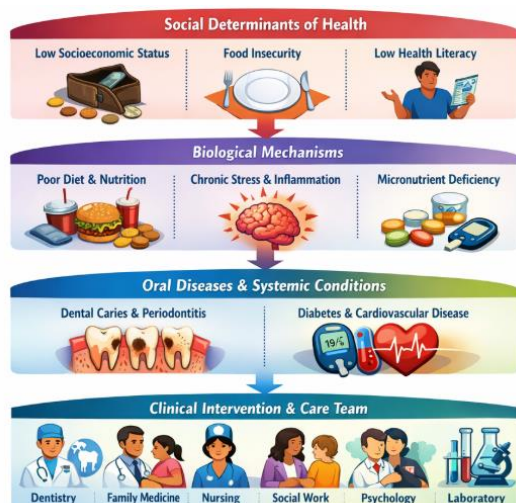 Social Determinants of Health
Low Socioeconomic Status
Food Insecurity
Low Health Literacy
Biological Mechanisms
Poor Diet & Nutrition
Chronic Stress & Inflammation
Micronutrient Deficiency
Oral Diseases & Systemic Conditions
Dental Caries & Periodontitis
Diabetes & Cardiovascular Disease
Clinical Intervention & Care Team
Dentistry
Family Medicine
Nursing
Social Work
Psychology
Laboratory